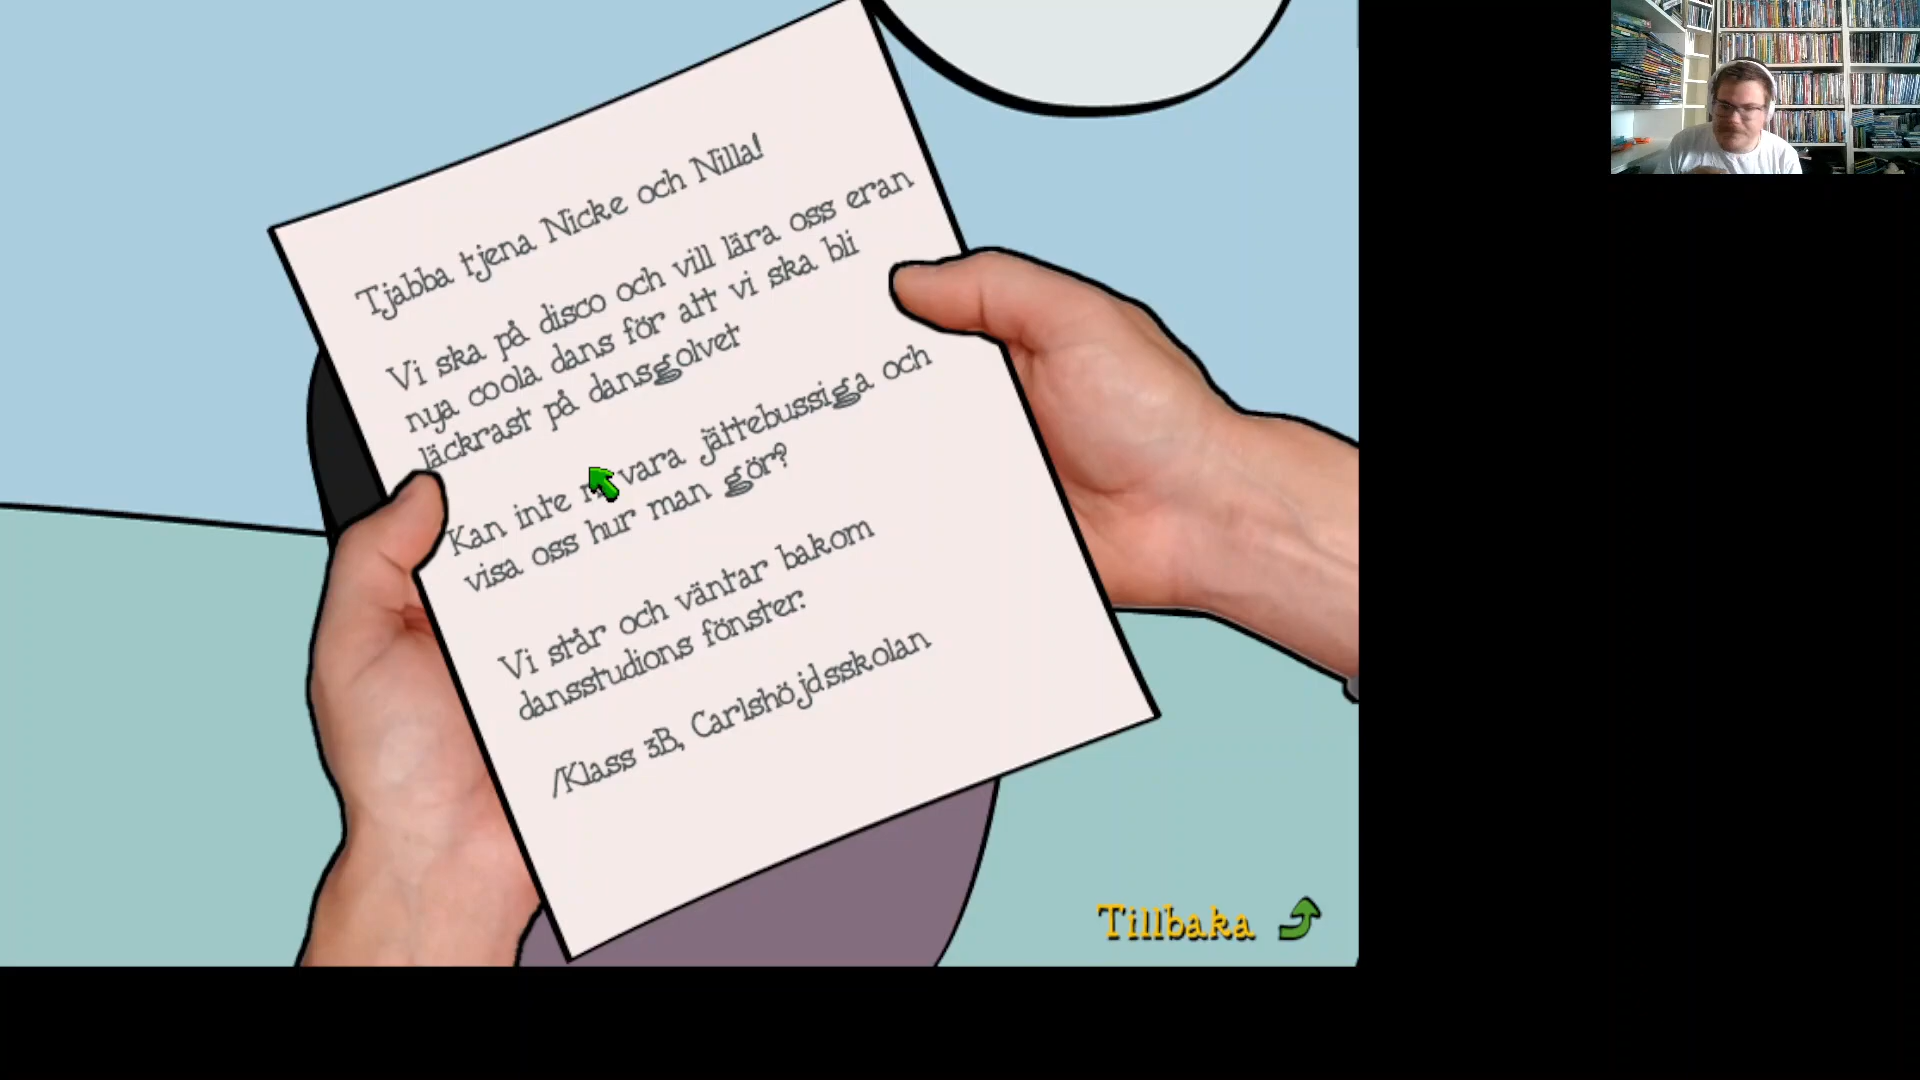 Tjabba tjena Nicke och Nilla!
Vi ska på disco och vill lära oss eran
nya coola dans för att vi ska bli
läckrast på dansgolvet
Kan inte vara jättebussiga och
visa oss hur man gör?
Vi står och väntar bakom
dansstudions fönster.
/Klass 3B, Carlshöjdsskolan
Tillbaka